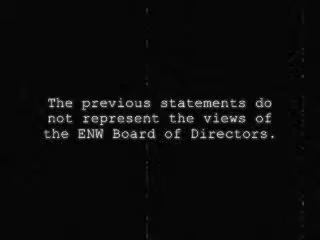 The previous statements do
not represent the views of
the ENW Board of Directors.